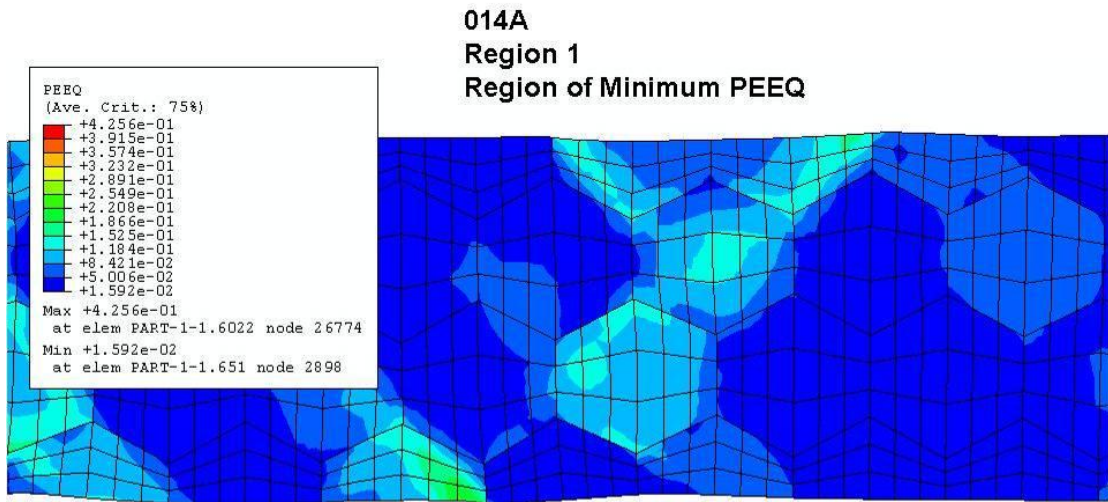 014A
Region 1
Region of Minimum PEEQ
PEEQ
(Ave. Crit.: 75%)
+4.256e-01
+3.915e-01
+3.574e-01
+3.232e-01
+2.891e-01
+2.549e-01
+2.208e-01
+1.866e-01
+1.525e-01
+1.184e-01
+8.421e-02
+5.006e-02
+1.592e-02
Max +4.256e-01
at elem PART-1-1.6022 node 26774
Min +1.592e-02
at elem PART-1-1.651 node 2898